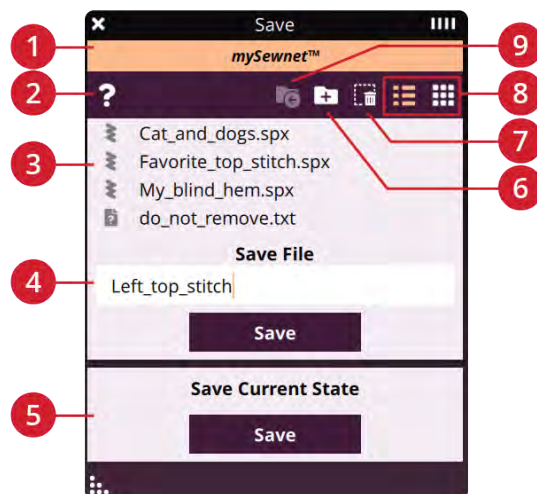 Save
1
mySewnet™
9
2
?
8
Cat_and_dogs.spx
7
3
Favorite_top_stitch.spx
My_blind_hem.spx
6
?
do_not_remove.txt
Save File
4
Left_top_stitch
Save
Save Current State
5
Save